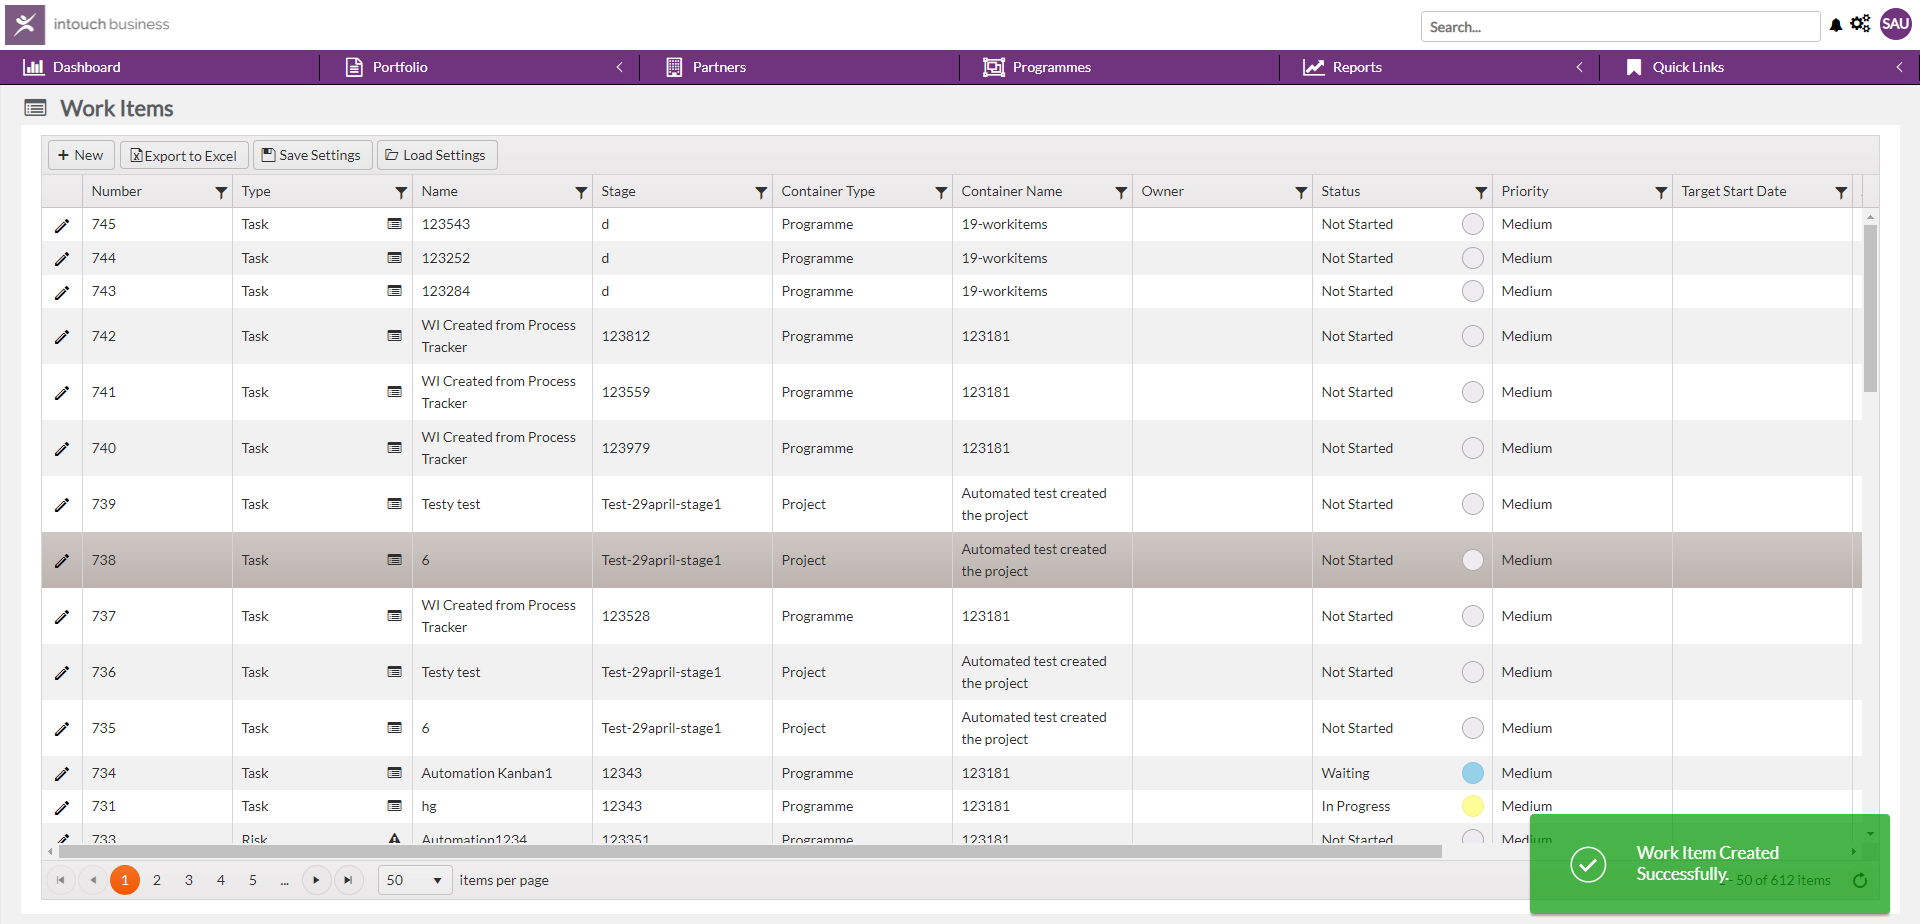 intouch business
Search...
SAU
Dashboard
Portfolio
Partners
Programmes
Reports
Quick Links
Work Items
+ New
Export to Excel
Save Settings
Load Settings
Number Type Name Stage Container Type Container Name Owner Status Priority Target Start Date
745 Task 123543 d Programme 19-workitems Not Started Medium
744 Task 123252 d Programme 19-workitems Not Started Medium
743 Task 123284 d Programme 19-workitems Not Started Medium
742 Task WI Created from Process Tracker 123812 Programme 123181 Not Started Medium
741 Task WI Created from Process Tracker 123559 Programme 123181 Not Started Medium
740 Task WI Created from Process Tracker 123979 Programme 123181 Not Started Medium
739 Task Testy test Test-29april-stage1 Project Automated test created the project Not Started Medium
738 Task 6 Test-29april-stage1 Project Automated test created the project Not Started Medium
737 Task WI Created from Process Tracker 123528 Programme 123181 Not Started Medium
736 Task Testy test Test-29april-stage1 Project Automated test created the project Not Started Medium
735 Task 6 Test-29april-stage1 Project Automated test created the project Not Started Medium
734 Task Automation Kanban1 12343 Programme 123181 Waiting Medium
731 Task hg 12343 Programme 123181 In Progress Medium
733 Risk Automation1234 123351 Programme 123181 Not Started Medium
1 2 3 4 5 ... 50 items per page
Work Item Created
Successfully.
- 50 of 612 items